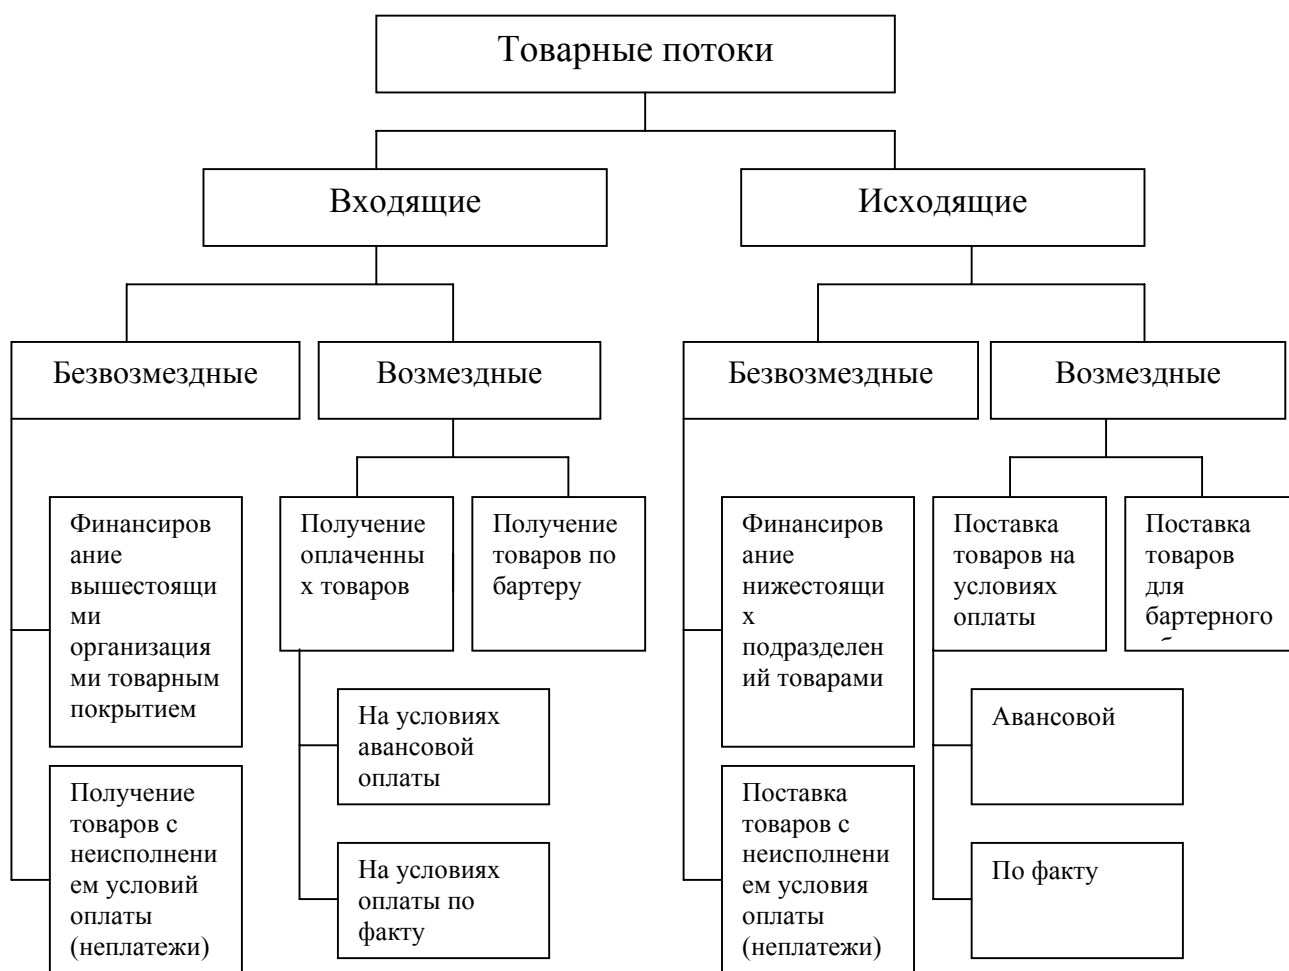 Товарные потоки
Входящие
Исходящие
Безвозмездные
Возмездные
Безвозмездные
Возмездные
Финансиров
ание
вышестоящи
ми
организация
ми товарным
покрытием
Получение
оплаченны
х товаров
Получение
товаров по
бартеру
Финансиров
ание
нижестоящи
х
подразделен
ий товарами
Поставка
товаров на
условиях
оплаты
Поставка
товаров
для
бартерного
На условиях
авансовой
оплаты
Авансовой
Получение
товаров с
неисполнени
ем условий
оплаты
(неплатежи)
На условиях
оплаты по
факту
Поставка
товаров с
неисполнени
ем условия
оплаты
(неплатежи)
По факту